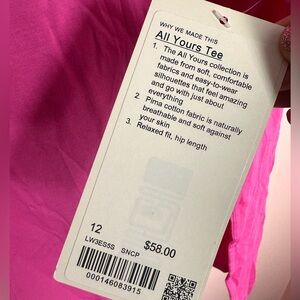 WHY WE MADE THIS
All Yours Tee
1. The All Yours collection is
made from soft, comfortable
fabrics and easy-to-wear
silhouettes that feel amazing
and go with just about
everything
2. Pima cotton fabric is naturally
breathable and soft against
your skin
3. Relaxed fit, hip length
12
$58.00
LW3ES5S SNCP
000146083915